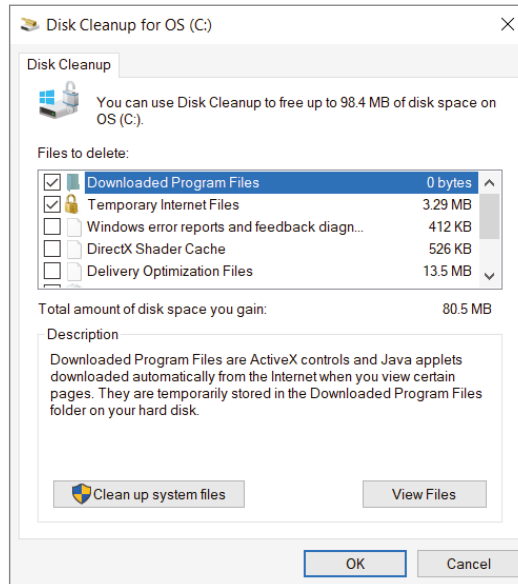 Disk Cleanup for OS (C:)
Disk Cleanup
You can use Disk Cleanup to free up to 98.4 MB of disk space on
OS (C:).
Files to delete:
Downloaded Program Files 0 bytes
Temporary Internet Files 3.29 MB
Windows error reports and feedback diagn... 412 KB
DirectX Shader Cache 526 KB
Delivery Optimization Files 13.5 MB
Total amount of disk space you gain: 80.5 MB
Description
Downloaded Program Files are ActiveX controls and Java applets
downloaded automatically from the Internet when you view certain
pages. They are temporarily stored in the Downloaded Program Files
folder on your hard disk.
Clean up system files View Files
OK Cancel